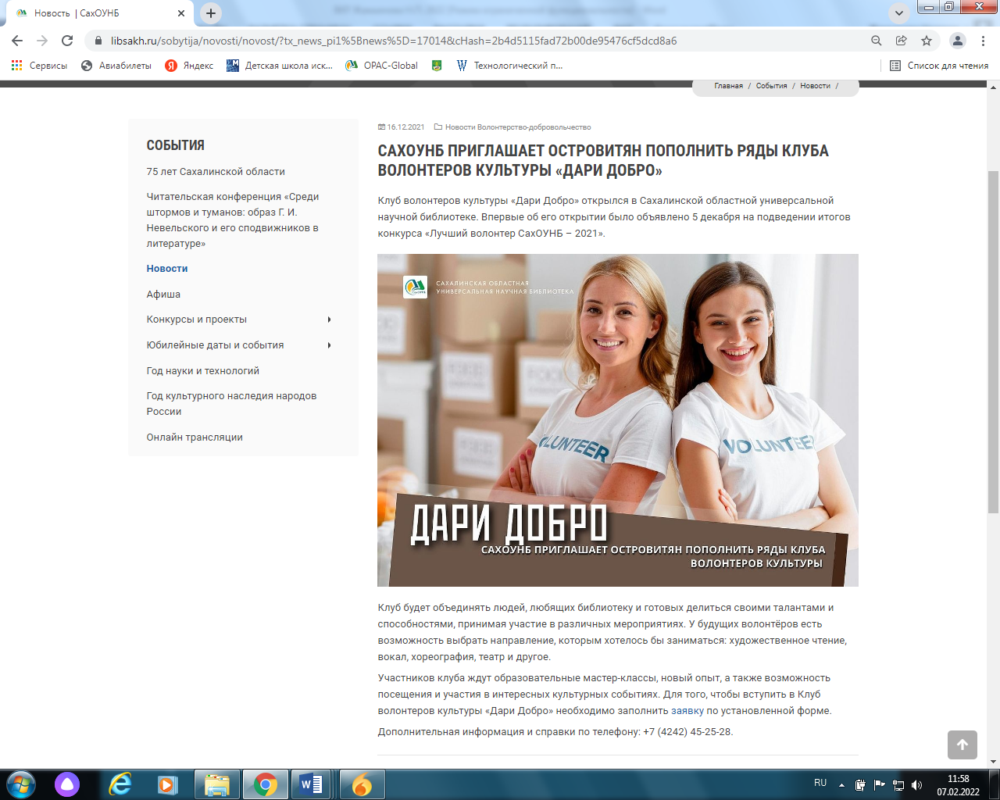 Новость | СахОУНБ
libsakh.ru/sobytija/novosti/novost/?tx_news_pi1%5Bnews%5D=17014&cHash=2b4d5115fad72b00de95476cf5dcd8a6
Сервисы Авиабилеты Яндекс Детская школа иск... OPAC-Global Технологический п... Список для чтения
Главная / События / Новости /
СОБЫТИЯ
75 лет Сахалинской области
Читательская конференция «Среди
штормов и туманов: образ Г. И.
Невельского и его сподвижников в
литературе»
Новости
Афиша
Конкурсы и проекты
Юбилейные даты и события
Год науки и технологий
Год культурного наследия народов
России
Онлайн трансляции
16.12.2021 Новости Волонтерство-добровольчество
САХОУНБ ПРИГЛАШАЕТ ОСТРОВИТЯН ПОПОЛНИТЬ РЯДЫ КЛУБА
ВОЛОНТЕРОВ КУЛЬТУРЫ «ДАРИ ДОБРО»
Клуб волонтеров культуры «Дари Добро» открылся в Сахалинской областной универсальной
научной библиотеке. Впервые об его открытии было объявлено 5 декабря на подведении итогов
конкурса «Лучший волонтер СахОУНБ – 2021».
САХАЛИНСКАЯ ОБЛАСТНАЯ
УНИВЕРСАЛЬНАЯ НАУЧНАЯ БИБЛИОТЕКА
VOLUNTEER
VOLUNTEER
ДАРИ ДОБРО
САХОУНБ ПРИГЛАШАЕТ ОСТРОВИТЯН ПОПОЛНИТЬ РЯДЫ КЛУБА
ВОЛОНТЕРОВ КУЛЬТУРЫ
Клуб будет объединять людей, любящих библиотеку и готовых делиться своими талантами и
способностями, принимая участие в различных мероприятиях. У будущих волонтёров есть
возможность выбрать направление, которым хотелось бы заниматься: художественное чтение,
вокал, хореография, театр и другое.
Участников клуба ждут образовательные мастер-классы, новый опыт, а также возможность
посещения и участия в интересных культурных событиях. Для того, чтобы вступить в Клуб
волонтеров культуры «Дари Добро» необходимо заполнить заявку по установленной форме.
Дополнительная информация и справки по телефону: +7 (4242) 45-25-28.
RU
11:58
07.02.2022